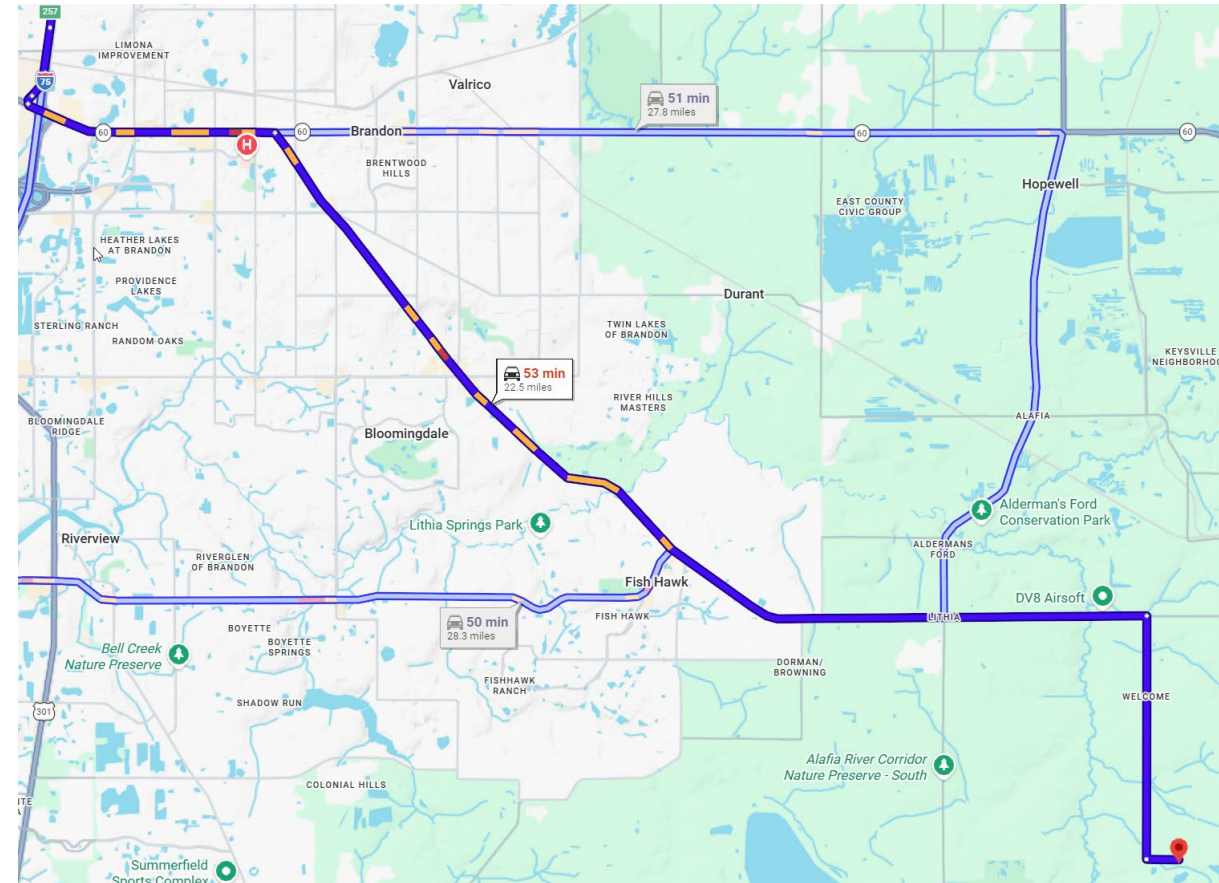 257
LIMONA
IMPROVEMENT
75
Valrico
51 min
27.8 miles
60
60
Brandon
60
60
H
BRENTWOOD
HILLS
Hopewell
EAST COUNTY
CIVIC GROUP
HEATHER LAKES
AT BRANDON
PROVIDENCE
LAKES
Durant
STERLING RANCH
RANDOM OAKS
TWIN LAKES
OF BRANDON
KEYSVILLE
53 min
22.5 miles
RIVER HILLS
MASTERS
BLOOMINGDALE
RIDGE
Bloomingdale
ALAFIA
Alderman's Ford
Conservation Park
Lithia Springs Park
Riverview
ALDERMANS
FORD
RIVERGLEN
OF BRANDON
Fish Hawk
DV8 Airsoft
50 min
28.3 miles
FISH HAWK
LITHIA
BOYETTE
BOYETTE
SPRINGS
Bell Creek
Nature Preserve
DORMAN/
BROWNING
FISHHAWK
RANCH
SHADOW RUN
WELCOME
301
Alafia River Corridor
Nature Preserve - South
COLONIAL HILLS
Summerfield
Sports Complex